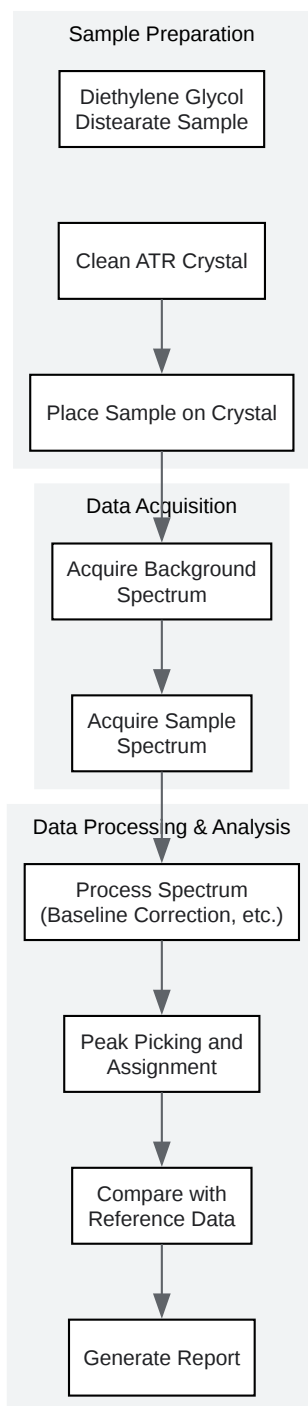 Sample Preparation
Diethylene Glycol
Distearate Sample
Clean ATR Crystal
Place Sample on Crystal
Data Acquisition
Acquire Background
Spectrum
Acquire Sample
Spectrum
Data Processing & Analysis
Process Spectrum
(Baseline Correction, etc.)
Peak Picking and
Assignment
Compare with
Reference Data
Generate Report